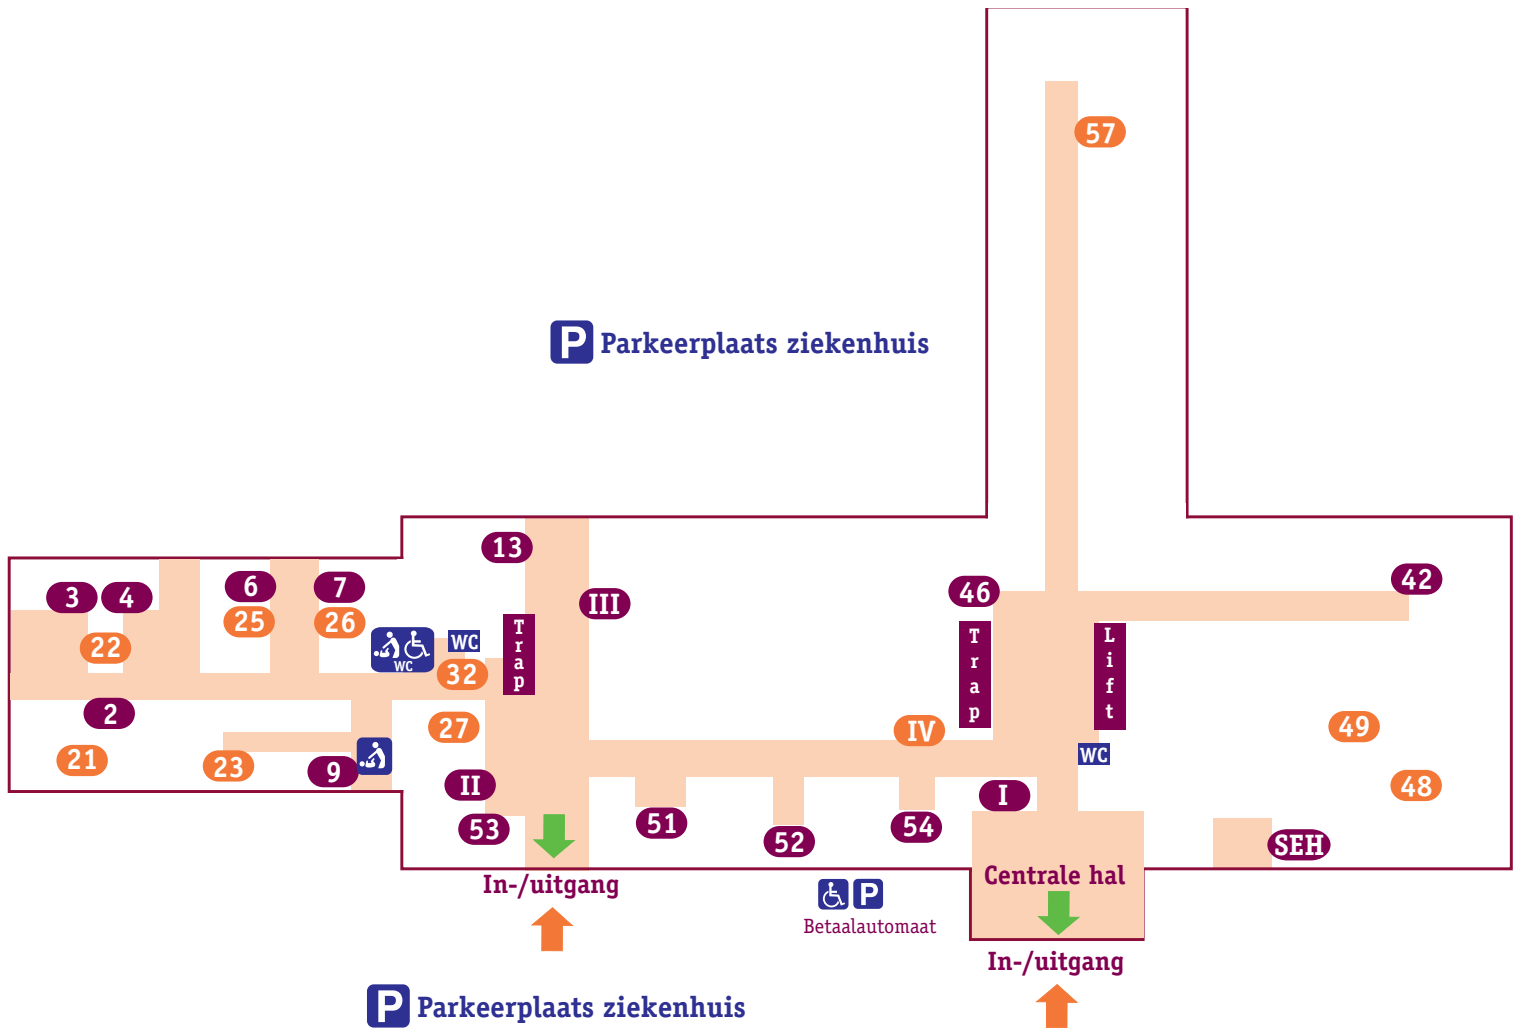 57
P Parkeerplaats ziekenhuis
13
46
42
3
4
6
7
III
25
26
22
WC
WC
32
Trap
Trap
Lift
2
27
IV
49
21
23
9
WC
II
I
48
53
51
52
54
SEH
In-/uitgang
Centrale hal
P
Betaalautomaat
In-/uitgang
P Parkeerplaats ziekenhuis